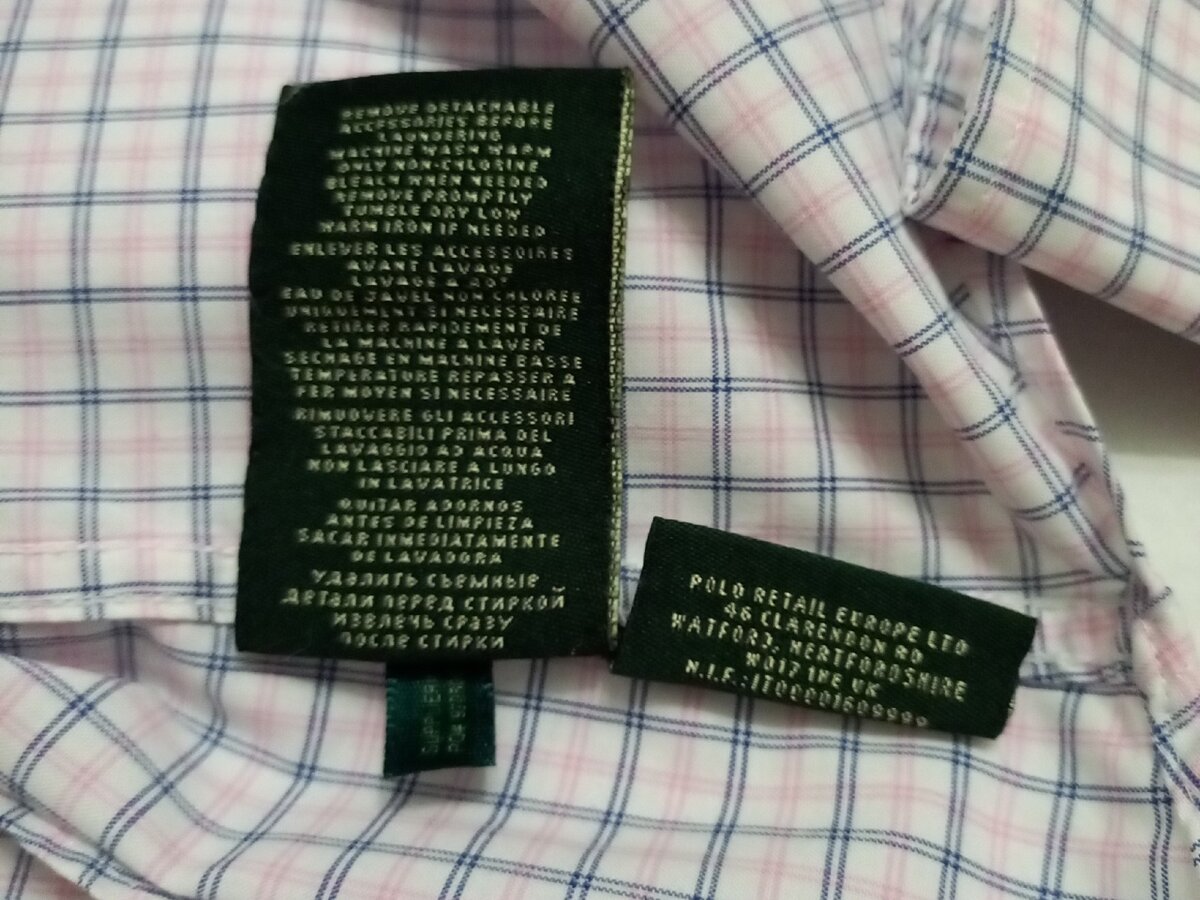 REMOVE DETACHABLE
ACCESSORIES BEFORE
LAUNDERING
MACHINE WASH WARM
ONLY NON-CHLORINE
BLEACH WHEN NEEDED
REMOVE PROMPTLY
TUMBLE DRY LOW
WARM IRON IF NEEDED
ENLEVER LES ACCESSOIRES
AVANT LAVAGE
LAVAGE A
EAU DE JAVEL NON CHLOREE
UNIQUEMENT SI NECESSAIRE
RETIRER RAPIDEMENT DE
LA MACHINE A LAVER
SECHAGE EN MACHINE BASSE
TEMPERATURE REPASSER A
FER MOYEN SI NECESSAIRE
RIMUOVERE GLI ACCESSORI
STACCABILI PRIMA DEL
LAVAGGIO AD ACQUA
NON LASCIARE A LUNGO
IN LAVATRICE
QUITAR ADORNOS
ANTES DE LIMPIEZA
SACAR INMEDIATAMENTE
DE LAVADORA
УДАЛИТЬ СЪЕМНЫЕ
ДЕТАЛИ ПЕРЕД СТИРКОЙ
ИЗВЛЕЧЬ СРАЗУ
ПОСЛЕ СТИРКИ
POLO RETAIL EUROPE LTD
46 CLARENDON RD
WATFORD, HERTFORDSHIRE
WD17 1HE UK
N.I.F.:IT00001609999